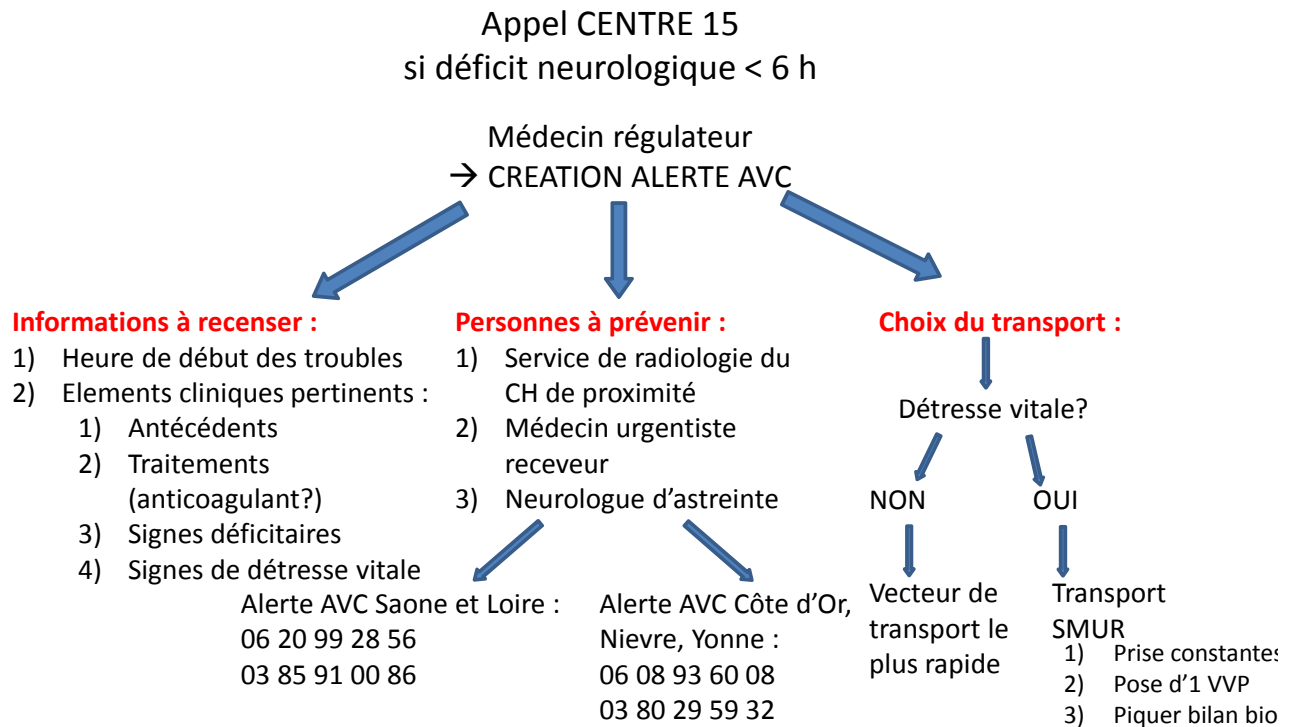 Appel CENTRE 15
si déficit neurologique < 6 h
Médecin régulateur
→ CREATION ALERTE AVC
Informations à recenser :
1) Heure de début des troubles
2) Elements cliniques pertinents :
1) Antécédents
2) Traitements
(anticoagulant?)
3) Signes déficitaires
4) Signes de détresse vitale
Personnes à prévenir :
1) Service de radiologie du
CH de proximité
2) Médecin urgentiste
receveur
3) Neurologue d’astreinte
Alerte AVC Saone et Loire :
06 20 99 28 56
03 85 91 00 86
Alerte AVC Côte d’Or,
Nievre, Yonne :
06 08 93 60 08
03 80 29 59 32
Choix du transport :
Détresse vitale?
NON
Vecteur de
transport le
plus rapide
OUI
Transport
SMUR
1) Prise constantes
2) Pose d’1 VVP
3) Piquer bilan bio